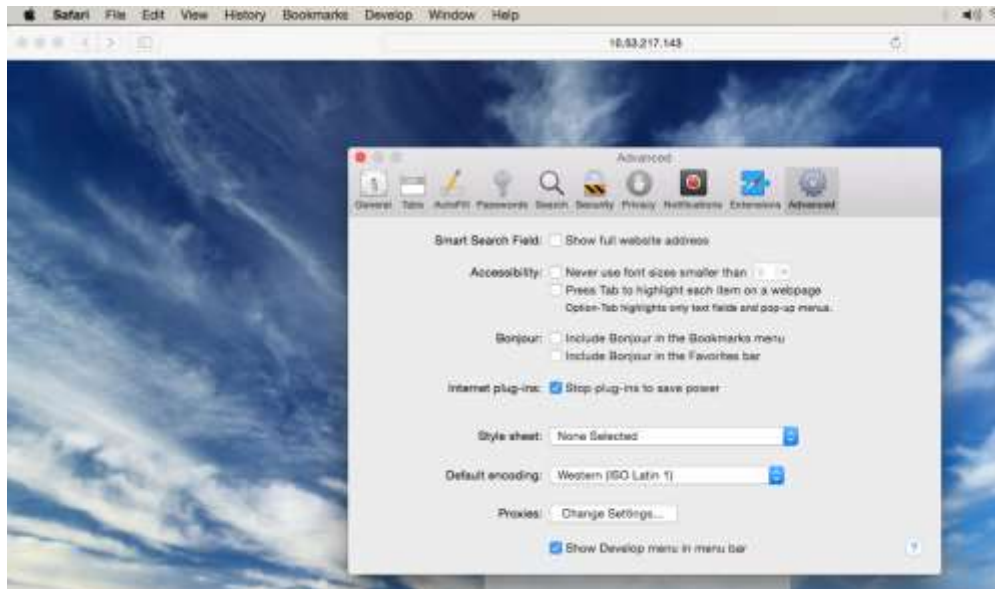 Safari File Edit View History Bookmarks Develop Window Help
10.53.217.143
Advanced
General Tabs AutoFill Passwords Search Security Privacy Notifications Extensions Advanced
Smart Search Field: Show full website address
Accessibility: Never use font sizes smaller than
Press Tab to highlight each item on a webpage
Option-Tab highlights only text fields and pop-up menus.
Bonjour: Include Bonjour in the Bookmarks menu
Include Bonjour in the Favorites bar
Internet plug-ins: Stop plug-ins to save power
Style sheet: None Selected
Default encoding: Western (ISO Latin 1)
Proxies: Change Settings...
Show Develop menu in menu bar
?